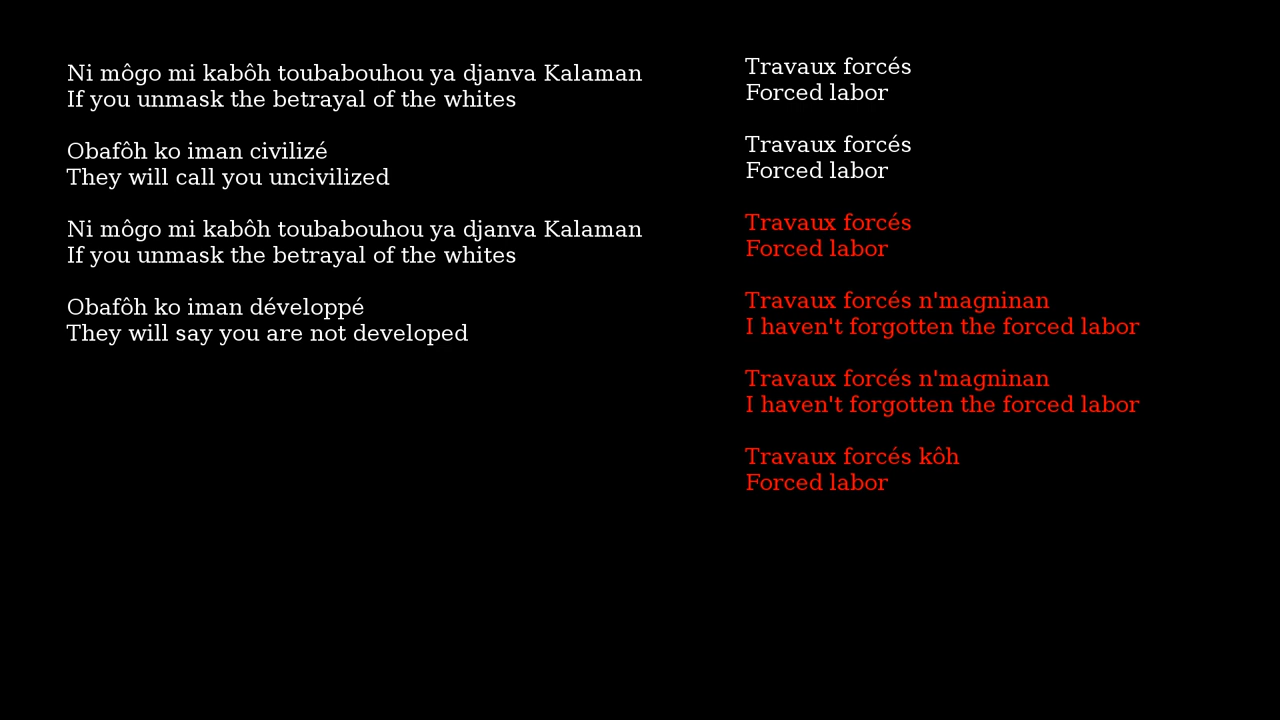 Ni môgo mi kabôh toubabouhou ya djanva Kalaman
If you unmask the betrayal of the whites
Obafôh ko iman civilizé
They will call you uncivilized
Ni môgo mi kabôh toubabouhou ya djanva Kalaman
If you unmask the betrayal of the whites
Obafôh ko iman développé
They will say you are not developed
Travaux forcés
Forced labor
Travaux forcés
Forced labor
Travaux forcés
Forced labor
Travaux forcés n'magninan
I haven't forgotten the forced labor
Travaux forcés n'magninan
I haven't forgotten the forced labor
Travaux forcés kôh
Forced labor